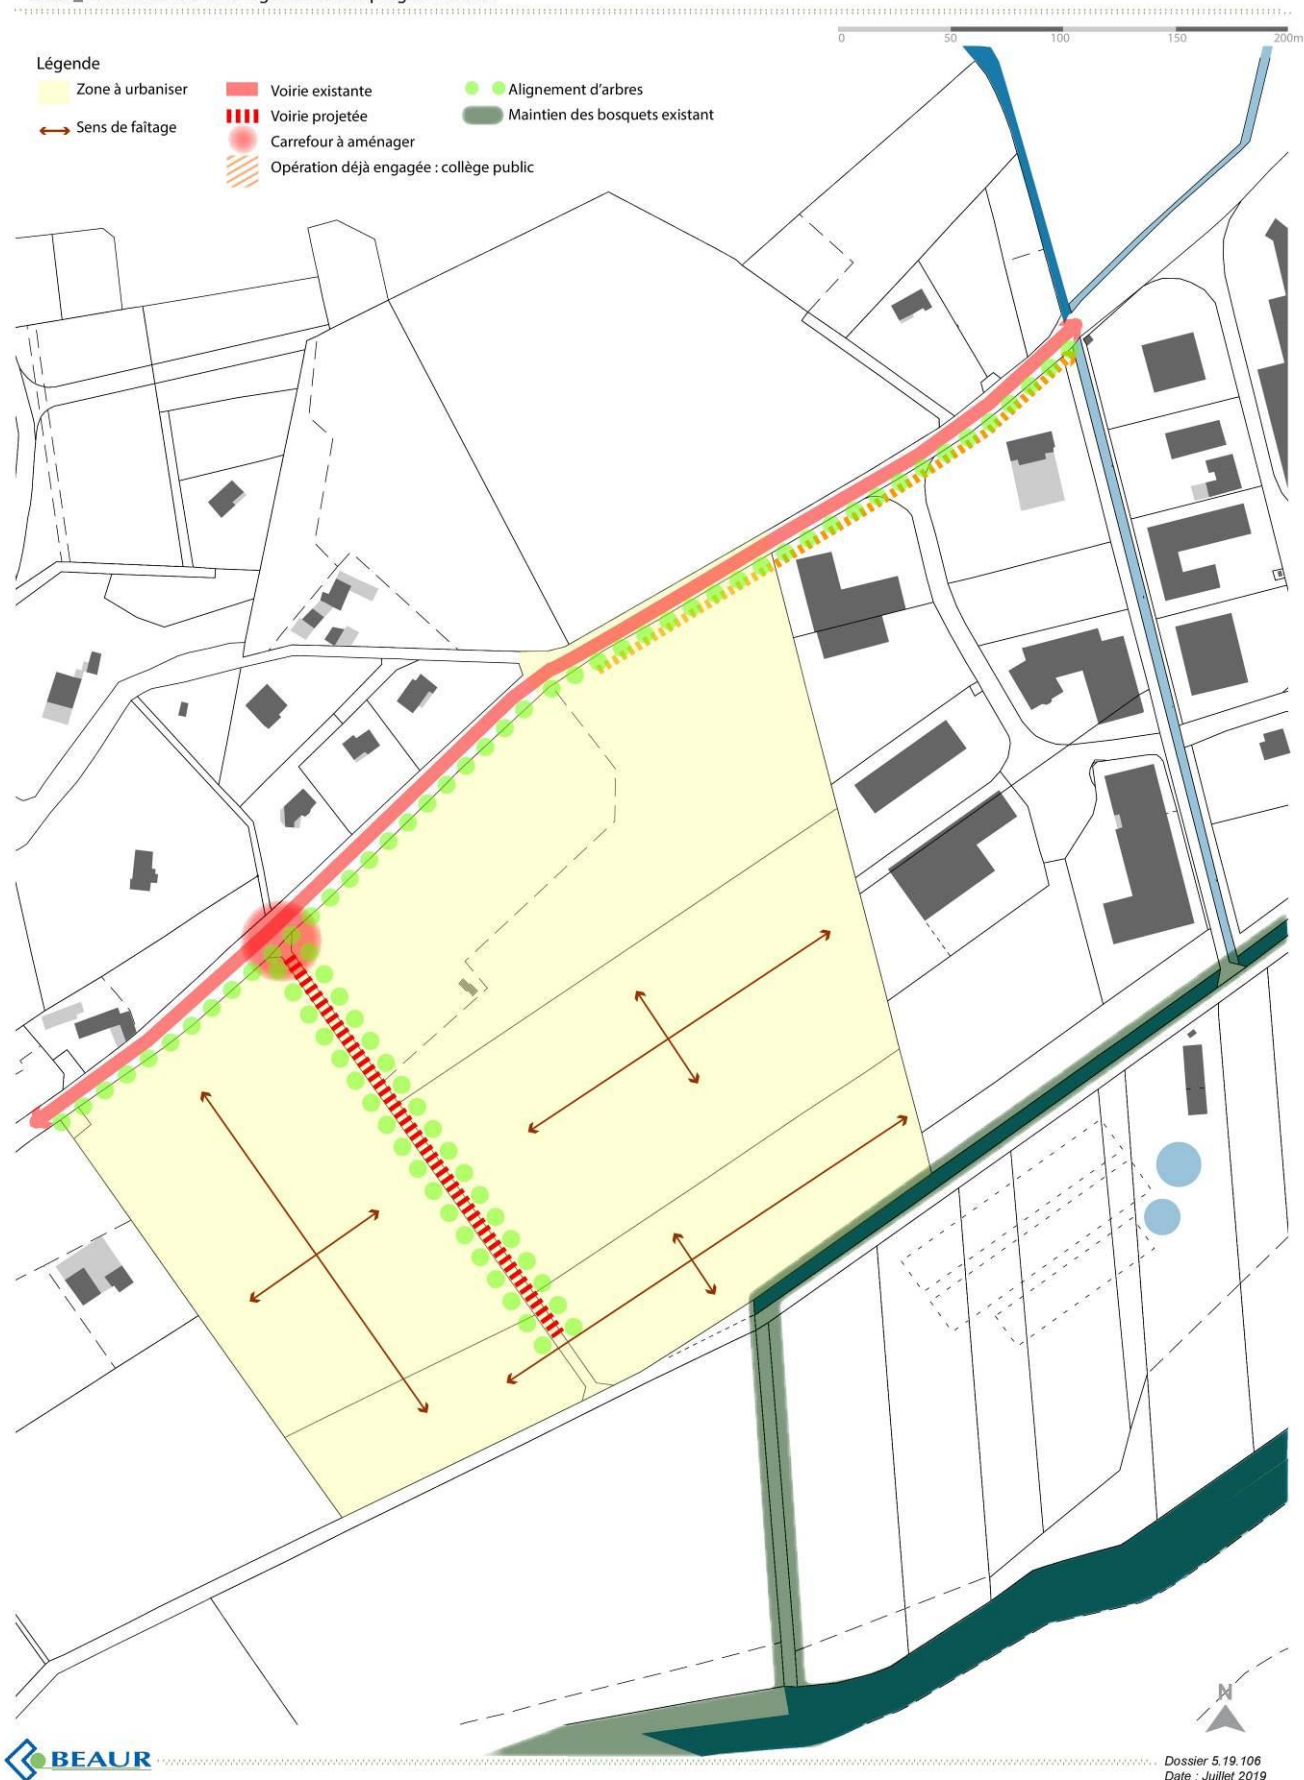 0 50 100 150 200m
Légende
Zone à urbaniser
Sens de faîtage
Voirie existante
Voirie projetée
Carrefour à aménager
Opération déjà engagée : collège public
Alignement d'arbres
Maintien des bosquets existant
N
BEAUR
Dossier 5.19.106
Date : Juillet 2019